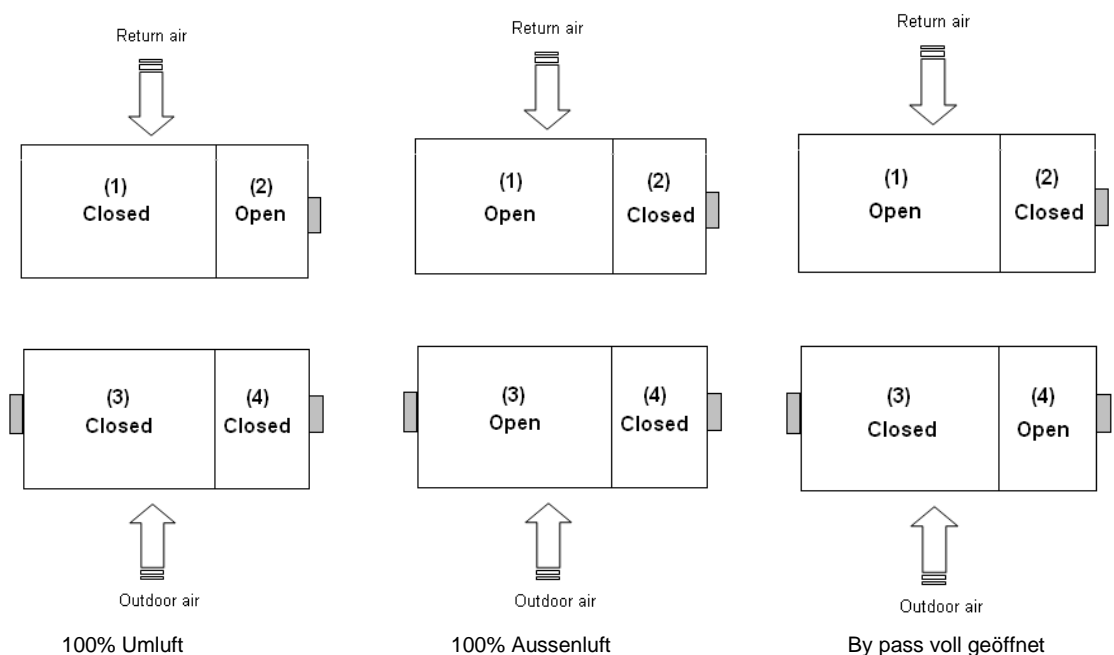 Return air
(1)
Closed
(2)
Open
(3)
Closed
(4)
Closed
Outdoor air
100% Umluft
Return air
(1)
Open
(2)
Closed
(3)
Open
(4)
Closed
Outdoor air
100% Aussenluft
Return air
(1)
Open
(2)
Closed
(3)
Closed
(4)
Open
Outdoor air
By pass voll geöffnet